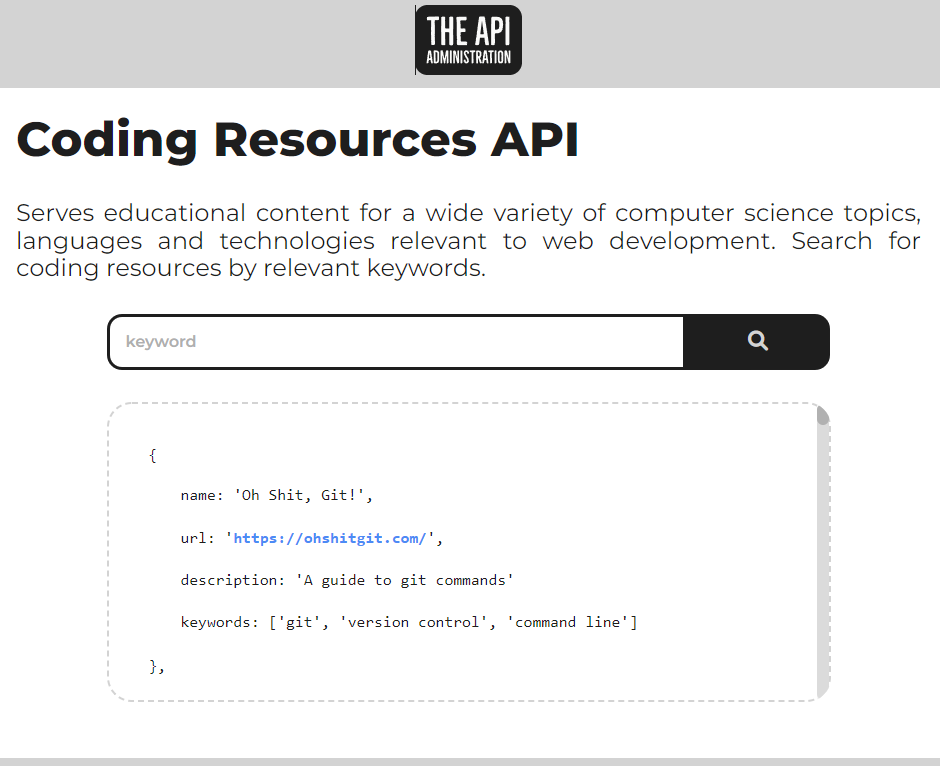 THE API
ADMINISTRATION
Coding Resources API
Serves educational content for a wide variety of computer science topics,
languages and technologies relevant to web development. Search for
coding resources by relevant keywords.
keyword
{
name: 'Oh Shit, Git!',
url: 'https://ohshitgit.com/',
description: 'A guide to git commands'
keywords: ['git', 'version control', 'command line']
},